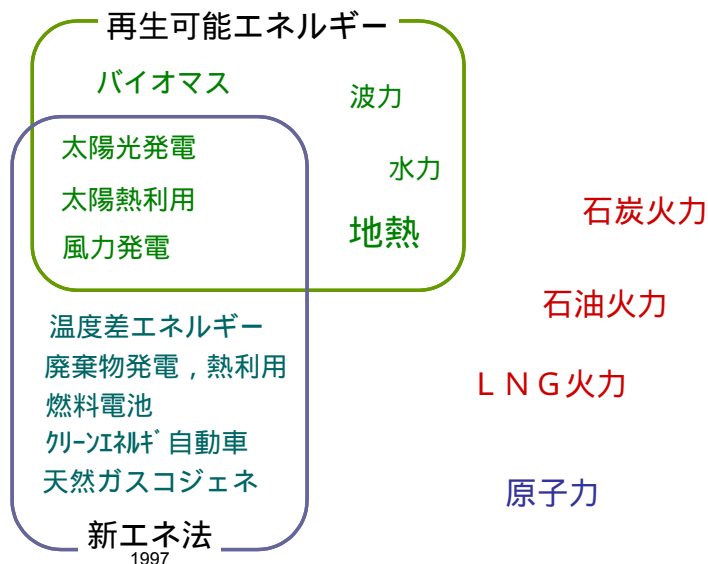 再生可能エネルギー
バイオマス
波力
太陽光発電
水力
太陽熱利用
地熱
風力発電
石炭火力
石油火力
温度差エネルギー
廃棄物発電，熱利用
ＬＮＧ火力
燃料電池
ｸﾘｰﾝｴﾈﾙｷﾞ自動車
天然ガスコジェネ
原子力
新エネ法
1997